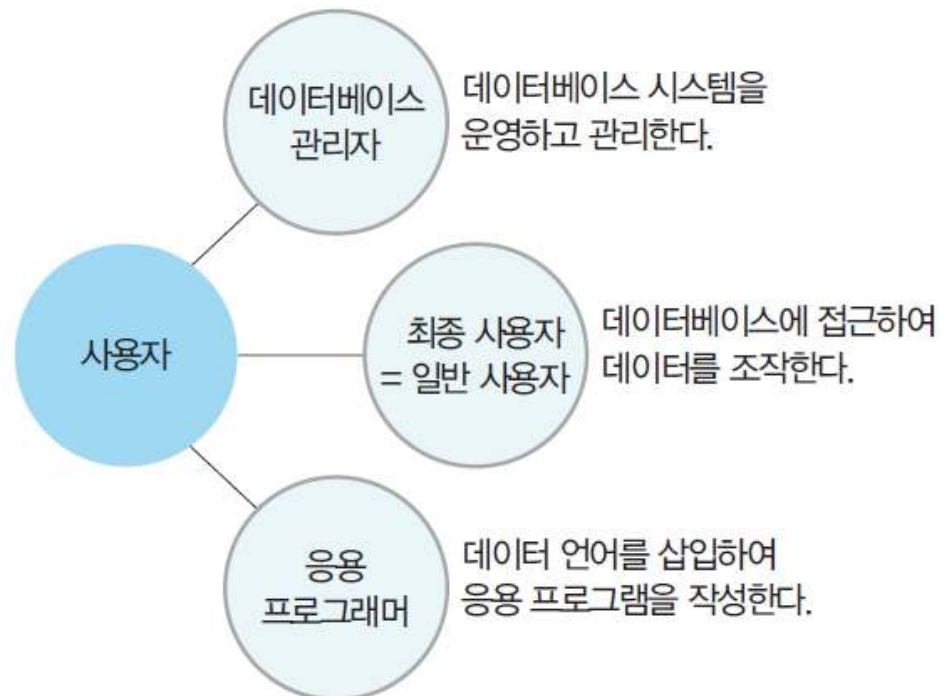 데이터베이스
관리자
데이터베이스 시스템을
운영하고 관리한다.
사용자
최종 사용자
= 일반 사용자
데이터베이스에 접근하여
데이터를 조작한다.
응용
프로그래머
데이터 언어를 삽입하여
응용 프로그램을 작성한다.